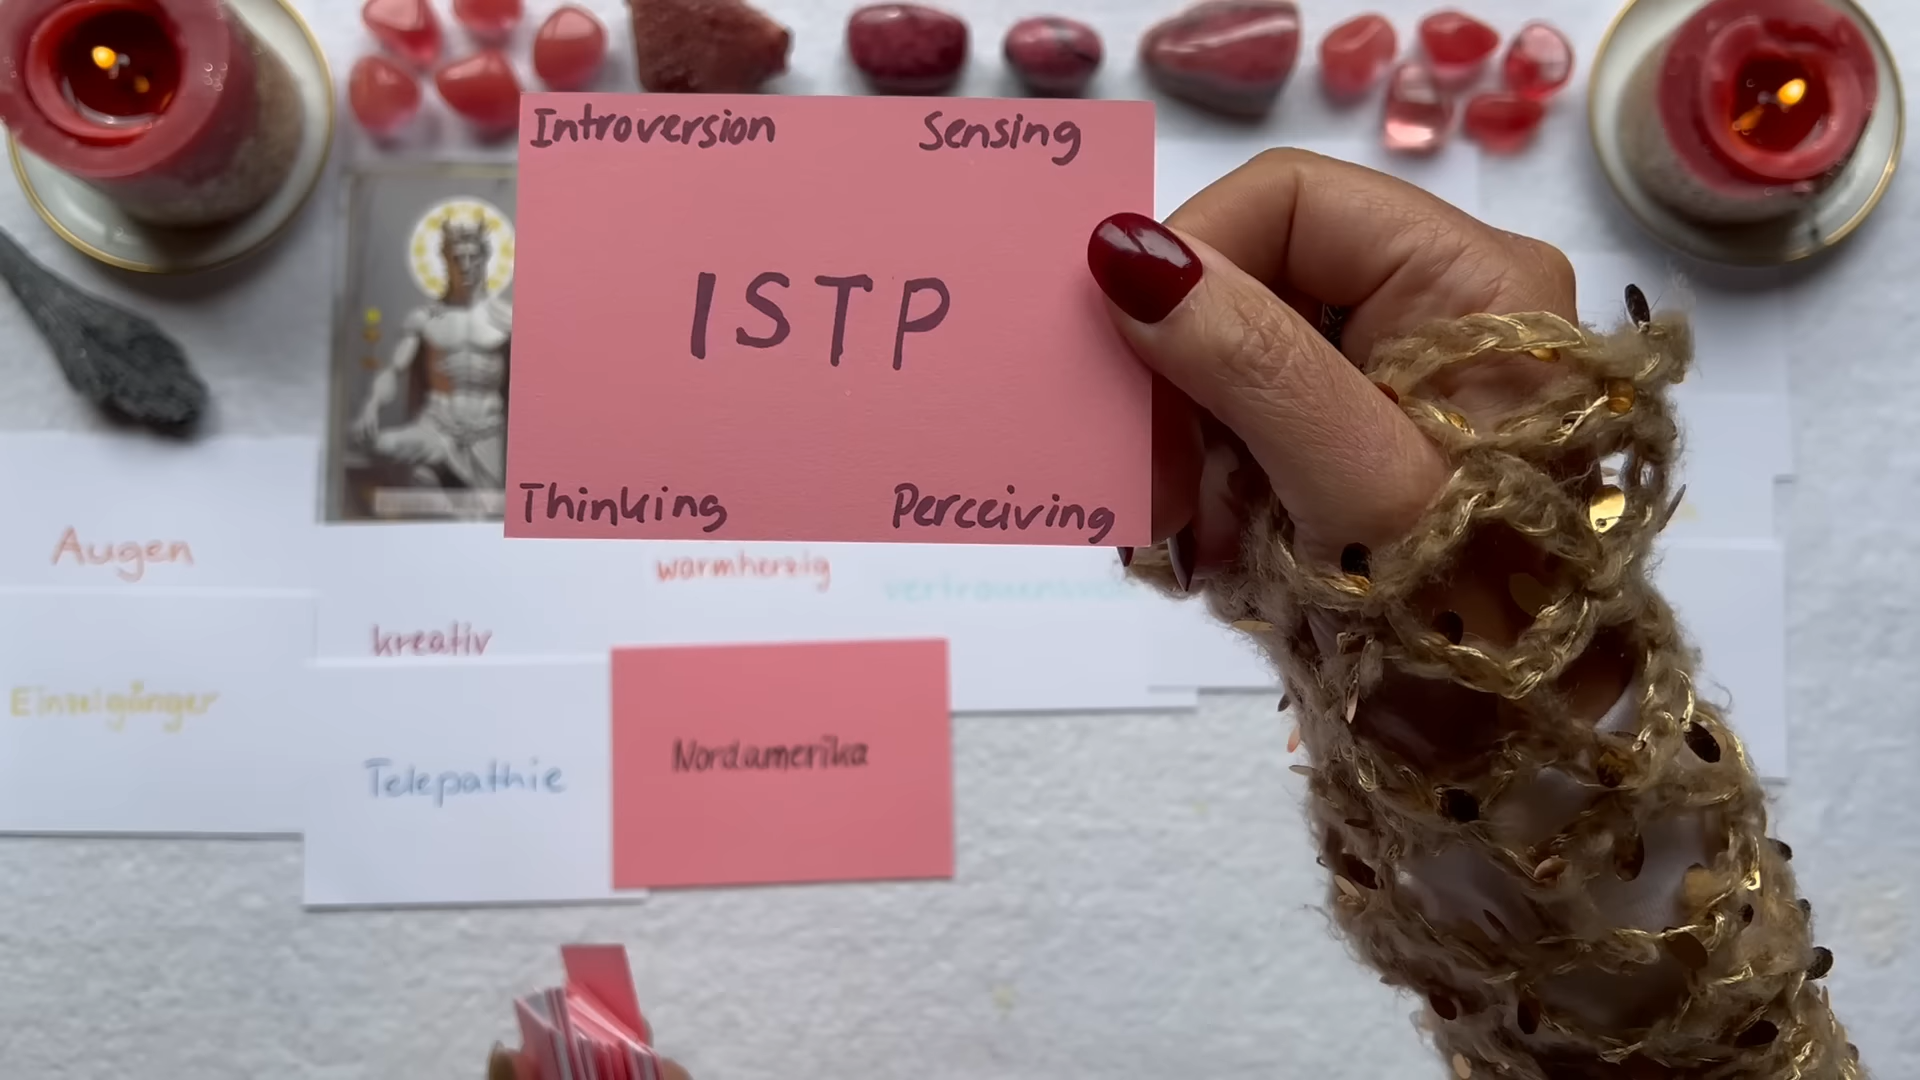 Introversion Sensing
ISTP
Thinking Perceiving
Augen
warmherzig
kreativ
Einzelgänger
Telepathie
Nordamerika